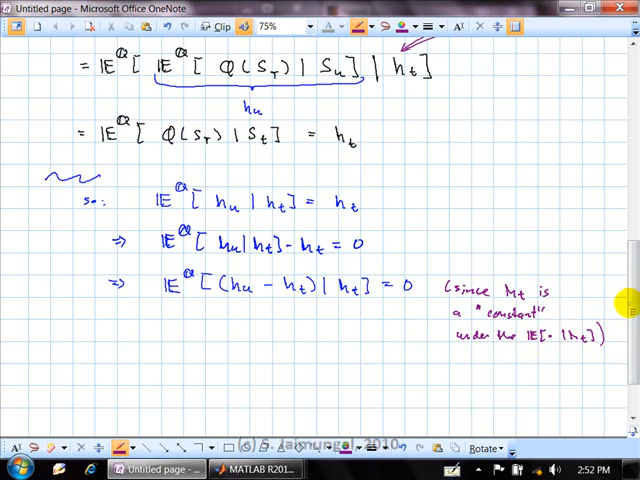 Untitled page - Microsoft Office OneNote
75%
= 𝔼^ℚ[ 𝔼^ℚ[ φ(S_T) | S_u ] | h_t ]
h_u
= 𝔼^ℚ[ φ(S_T) | S_t ] = h_t
so: 𝔼^ℚ[ h_u | h_t ] = h_t
⇒ 𝔼^ℚ[ h_u | h_t ] - h_t = 0
⇒ 𝔼^ℚ[ (h_u - h_t) | h_t ] = 0 (since h_t is
a "constant"
under the 𝔼[· | h_t])
(c) S. Jaimungal, 2010
Rotate
Untitled page - Micr...
MATLAB R201...
2:52 PM